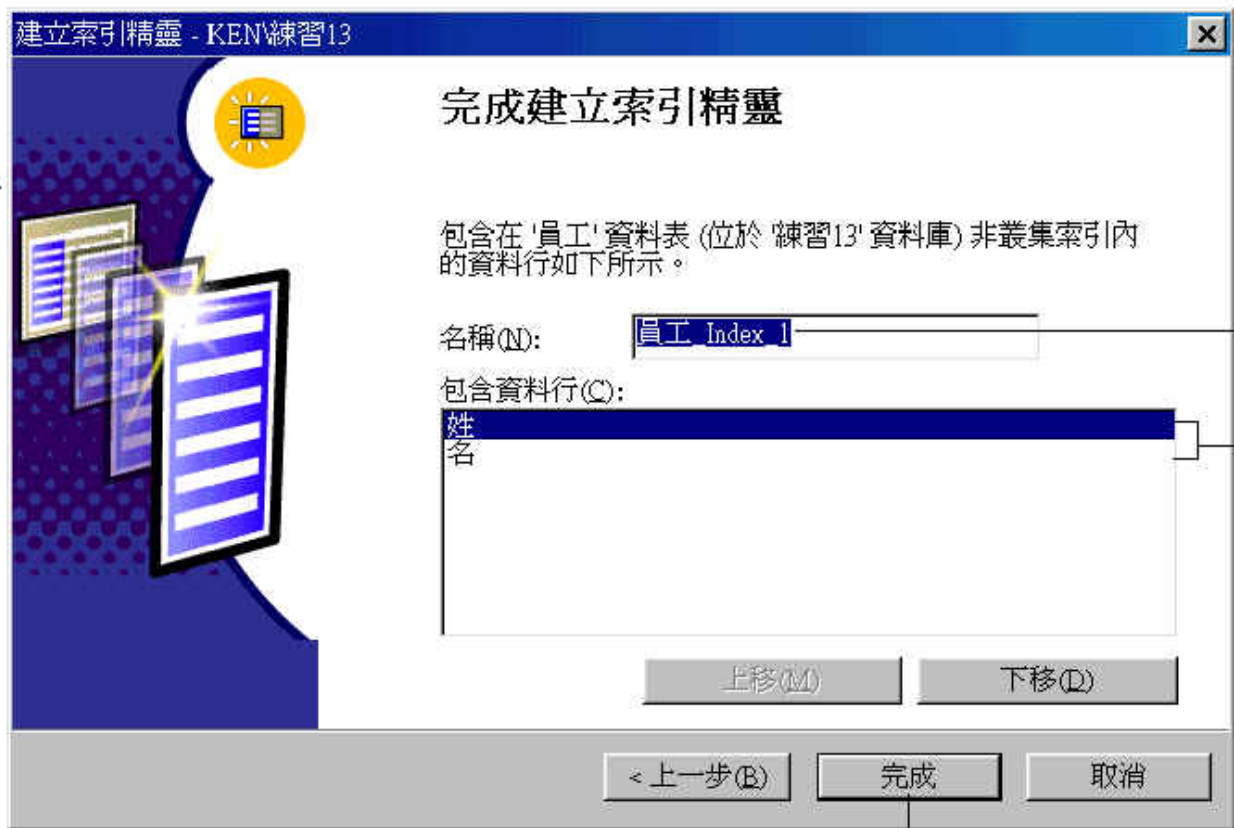 建立索引精靈 - KEN\練習13
完成建立索引精靈
包含在 '員工' 資料表 (位於 '練習13' 資料庫) 非叢集索引內
的資料行如下所示。
名稱(N): 員工_Index_1
包含資料行(C):
姓
名
上移(M) 下移(D)
< 上一步(B) 完成 取消